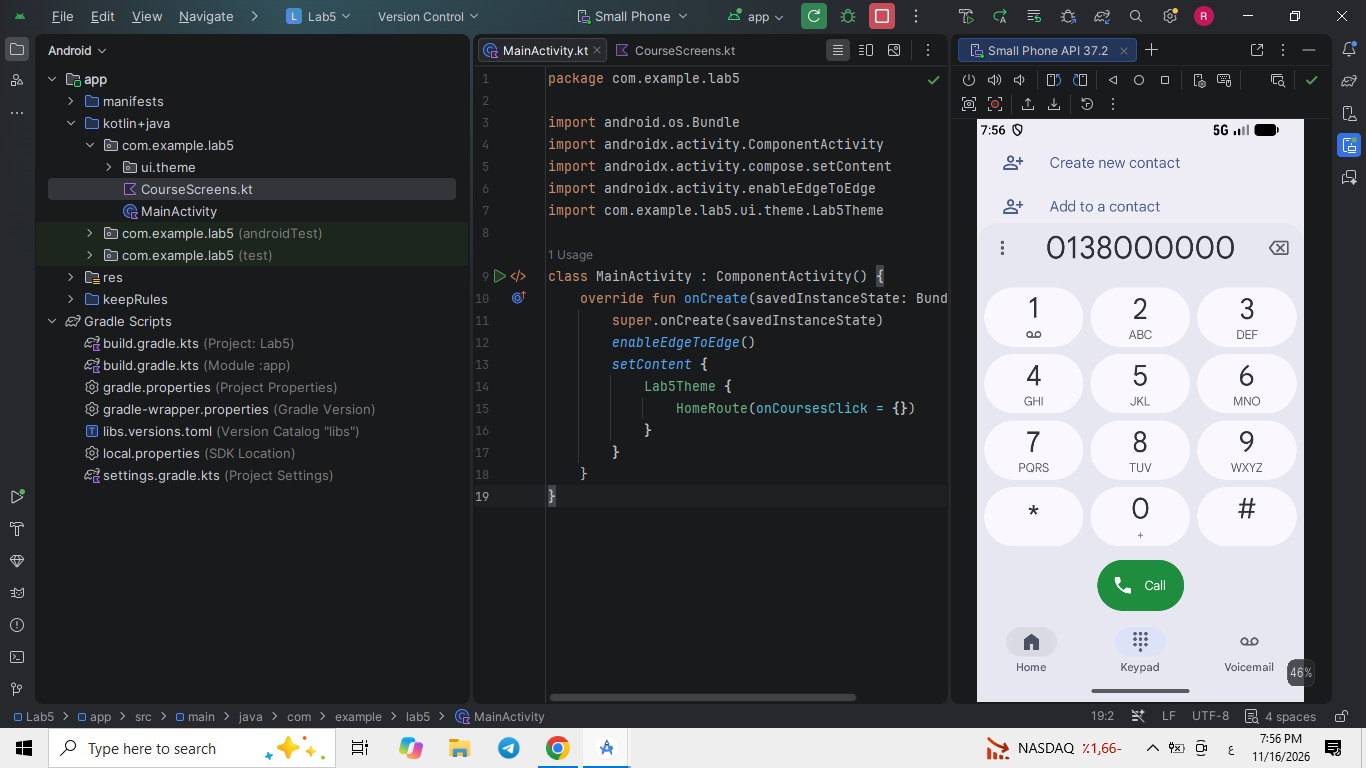 File Edit View Navigate L Lab5 Version Control Small Phone app R
Android
app
manifests
kotlin+java
com.example.lab5
ui.theme
CourseScreens.kt
MainActivity
com.example.lab5 (androidTest)
com.example.lab5 (test)
res
keepRules
Gradle Scripts
build.gradle.kts (Project: Lab5)
build.gradle.kts (Module :app)
gradle.properties (Project Properties)
gradle-wrapper.properties (Gradle Version)
libs.versions.toml (Version Catalog "libs")
local.properties (SDK Location)
settings.gradle.kts (Project Settings)
MainActivity.kt CourseScreens.kt
1 package com.example.lab5
2
3 import android.os.Bundle
4 import androidx.activity.ComponentActivity
5 import androidx.activity.compose.setContent
6 import androidx.activity.enableEdgeToEdge
7 import com.example.lab5.ui.theme.Lab5Theme
8
1 Usage
9 class MainActivity : ComponentActivity() {
10 override fun onCreate(savedInstanceState: Bund
11 super.onCreate(savedInstanceState)
12 enableEdgeToEdge()
13 setContent {
14 Lab5Theme {
15 HomeRoute(onCoursesClick = {})
16 }
17 }
18 }
19 }
Small Phone API 37.2
7:56 5G
Create new contact
Add to a contact
0138000000
1 2 3
ABC DEF
4 5 6
GHI JKL MNO
7 8 9
PQRS TUV WXYZ
* 0 #
+
Call
Home Keypad Voicemail
46%
Lab5 app src main java com example lab5 MainActivity 19:2 LF UTF-8 4 spaces
Type here to search
NASDAQ ٪1,66-
ع
7:56 PM
11/16/2026